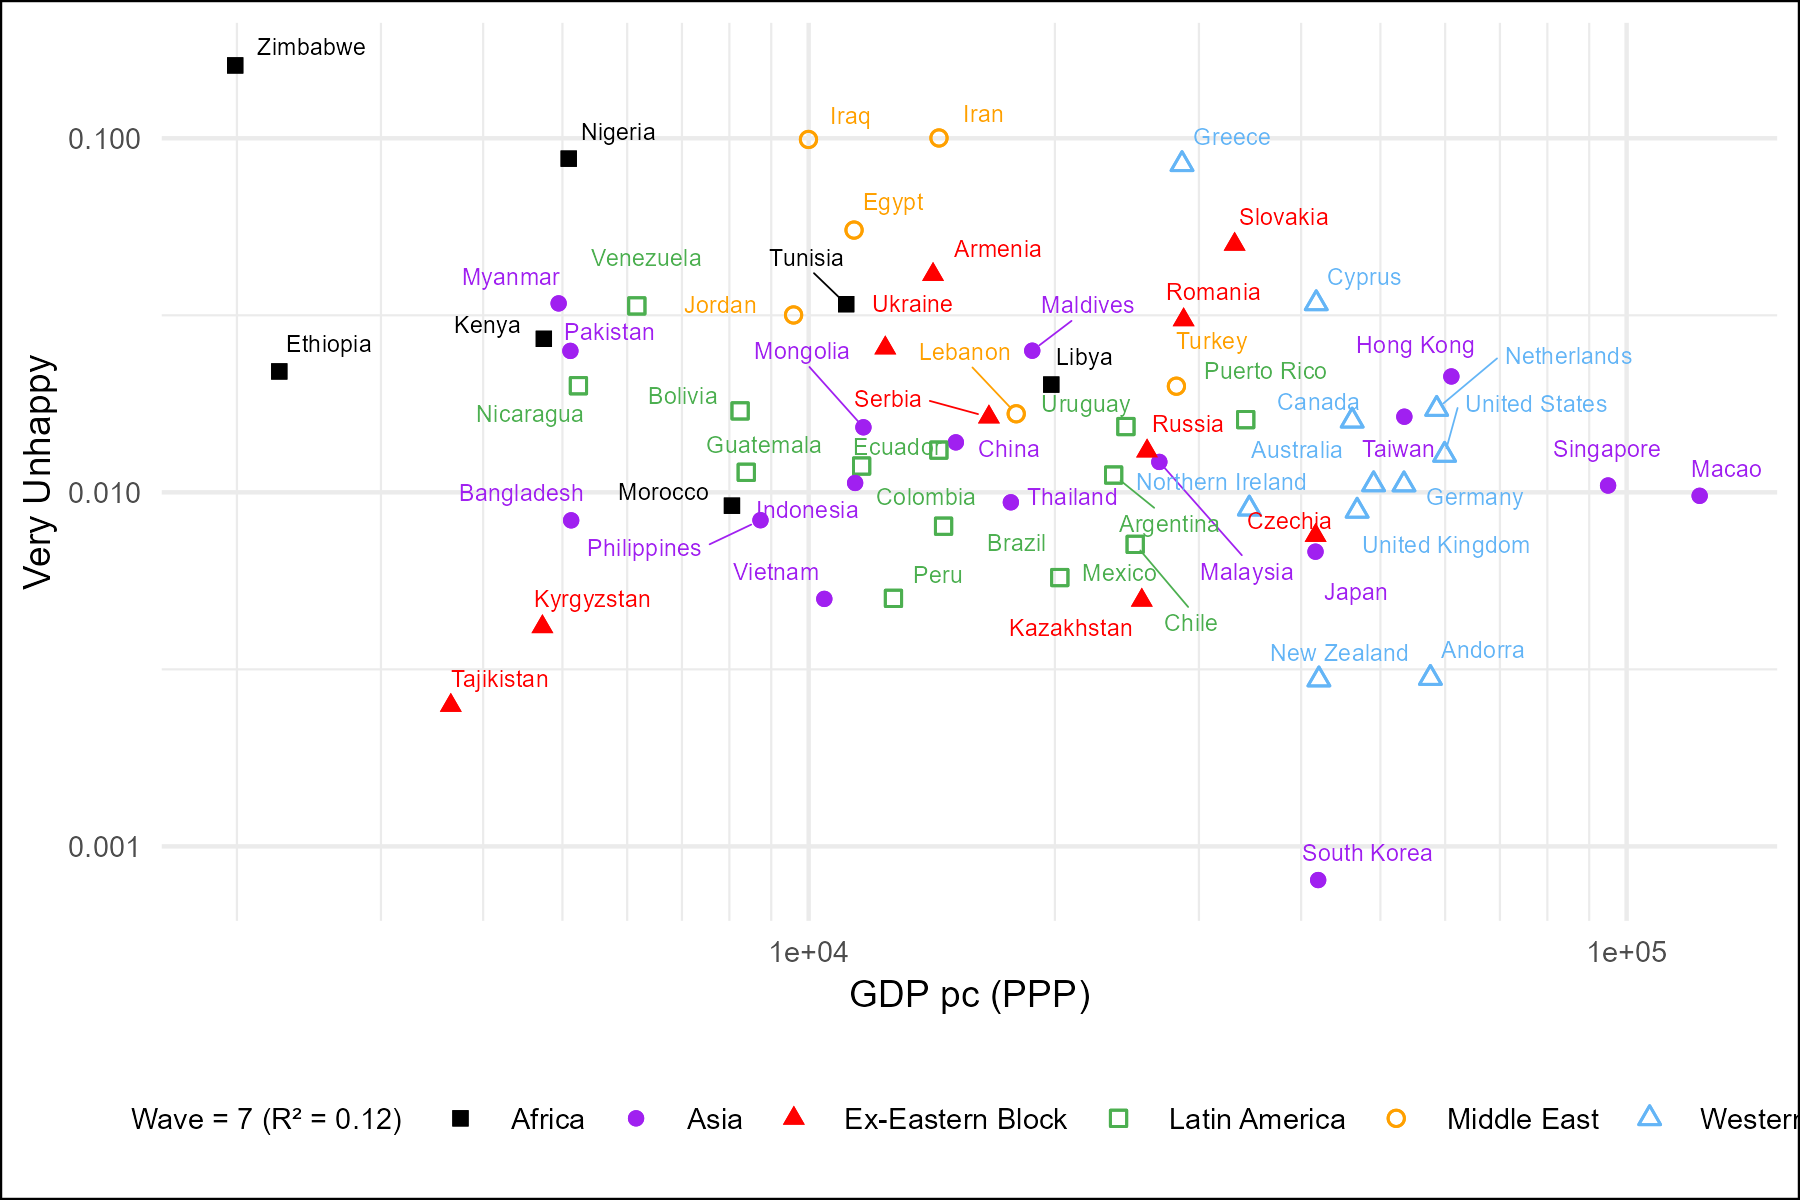 Zimbabwe
Iraq
Iran
Nigeria
0.100
Greece
Egypt
Slovakia
Armenia
Venezuela
Tunisia
Myanmar
Cyprus
Romania
Jordan
Ukraine
Maldives
Kenya
Pakistan
Ethiopia
Turkey
Hong Kong
Mongolia
Lebanon
Libya
Netherlands
Puerto Rico
Bolivia
Serbia
Uruguay
Canada
United States
Nicaragua
Russia
Guatemala
Ecuador
China
Australia
Taiwan
Singapore
Macao
Northern Ireland
Bangladesh
Morocco
0.010
Colombia
Thailand
Germany
Indonesia
Argentina
Czechia
Philippines
Brazil
United Kingdom
Vietnam
Peru
Mexico
Malaysia
Japan
Kyrgyzstan
Kazakhstan
Chile
New Zealand
Andorra
Tajikistan
0.001
South Korea
Very Unhappy
1e+04
1e+05
GDP pc (PPP)
Wave = 7 (R² = 0.12) Africa Asia Ex-Eastern Block Latin America Middle East Western